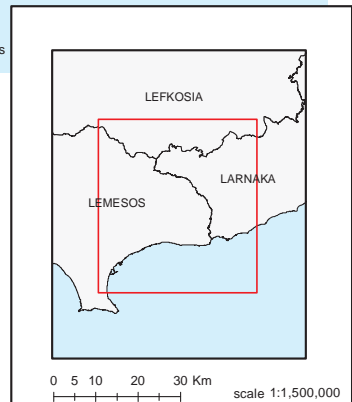 s
LEFKOSIA
LARNAKA
LEMESOS
0 5 10 20 30 Km
scale 1:1,500,000